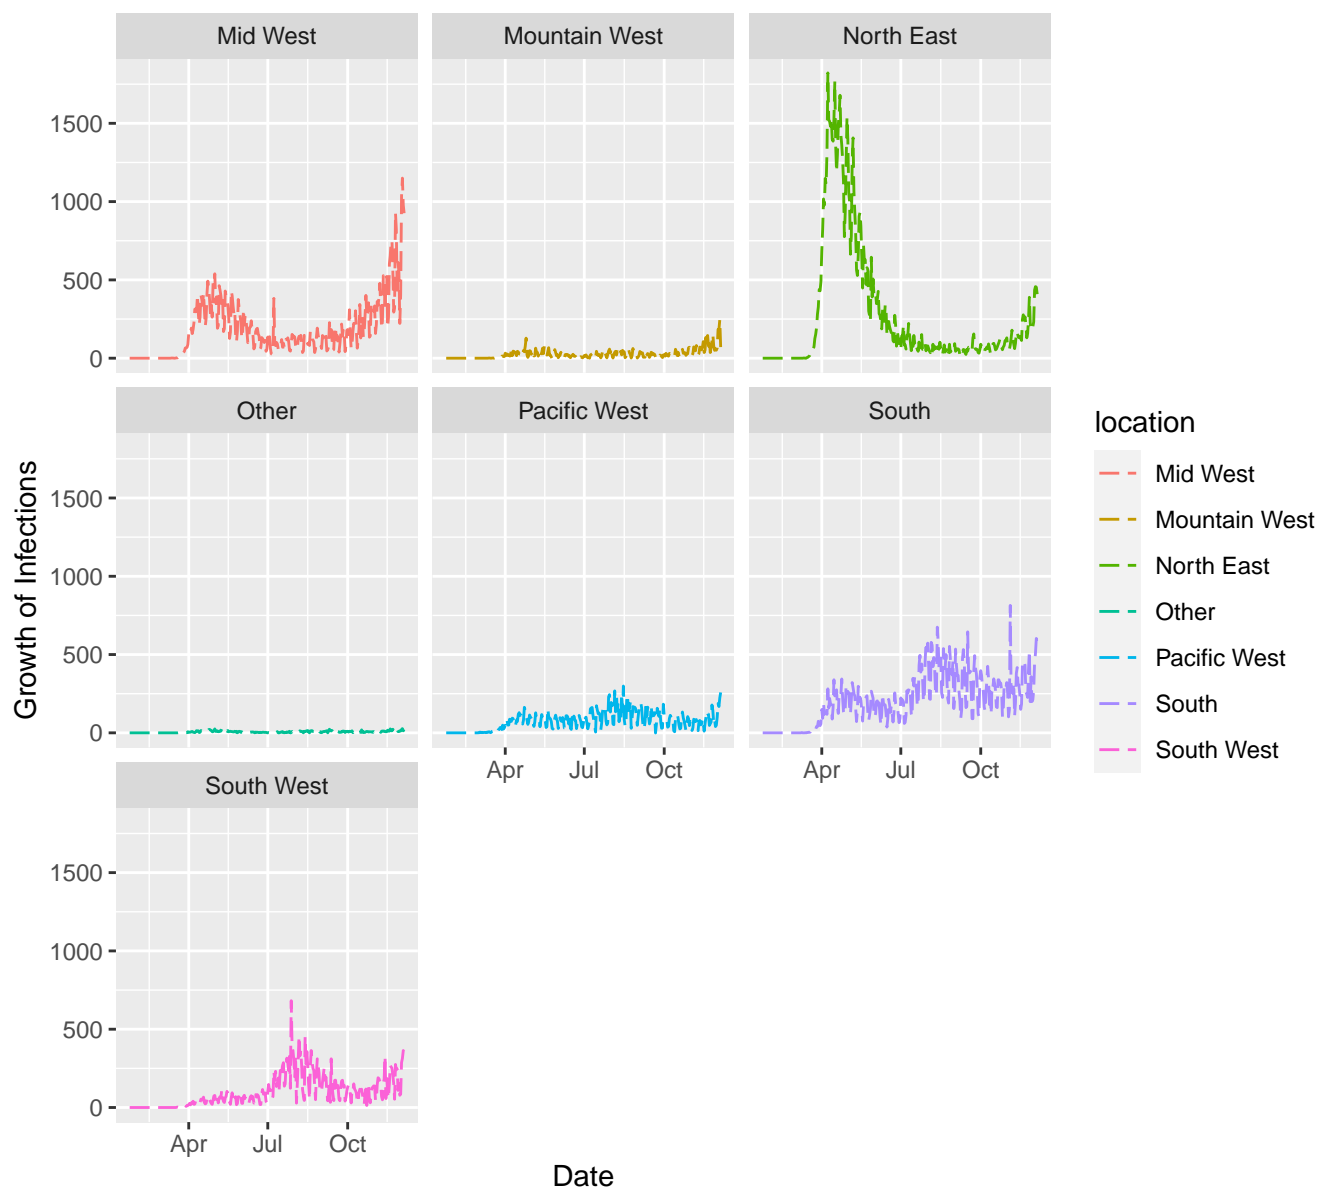 Mid West
Mountain West
North East
1500
1000
500
0
Other
Pacific West
South
1500
1000
500
0
Apr
Jul
Oct
Apr
Jul
Oct
South West
1500
1000
500
0
Apr
Jul
Oct
Growth of Infections
Date
location
Mid West
Mountain West
North East
Other
Pacific West
South
South West